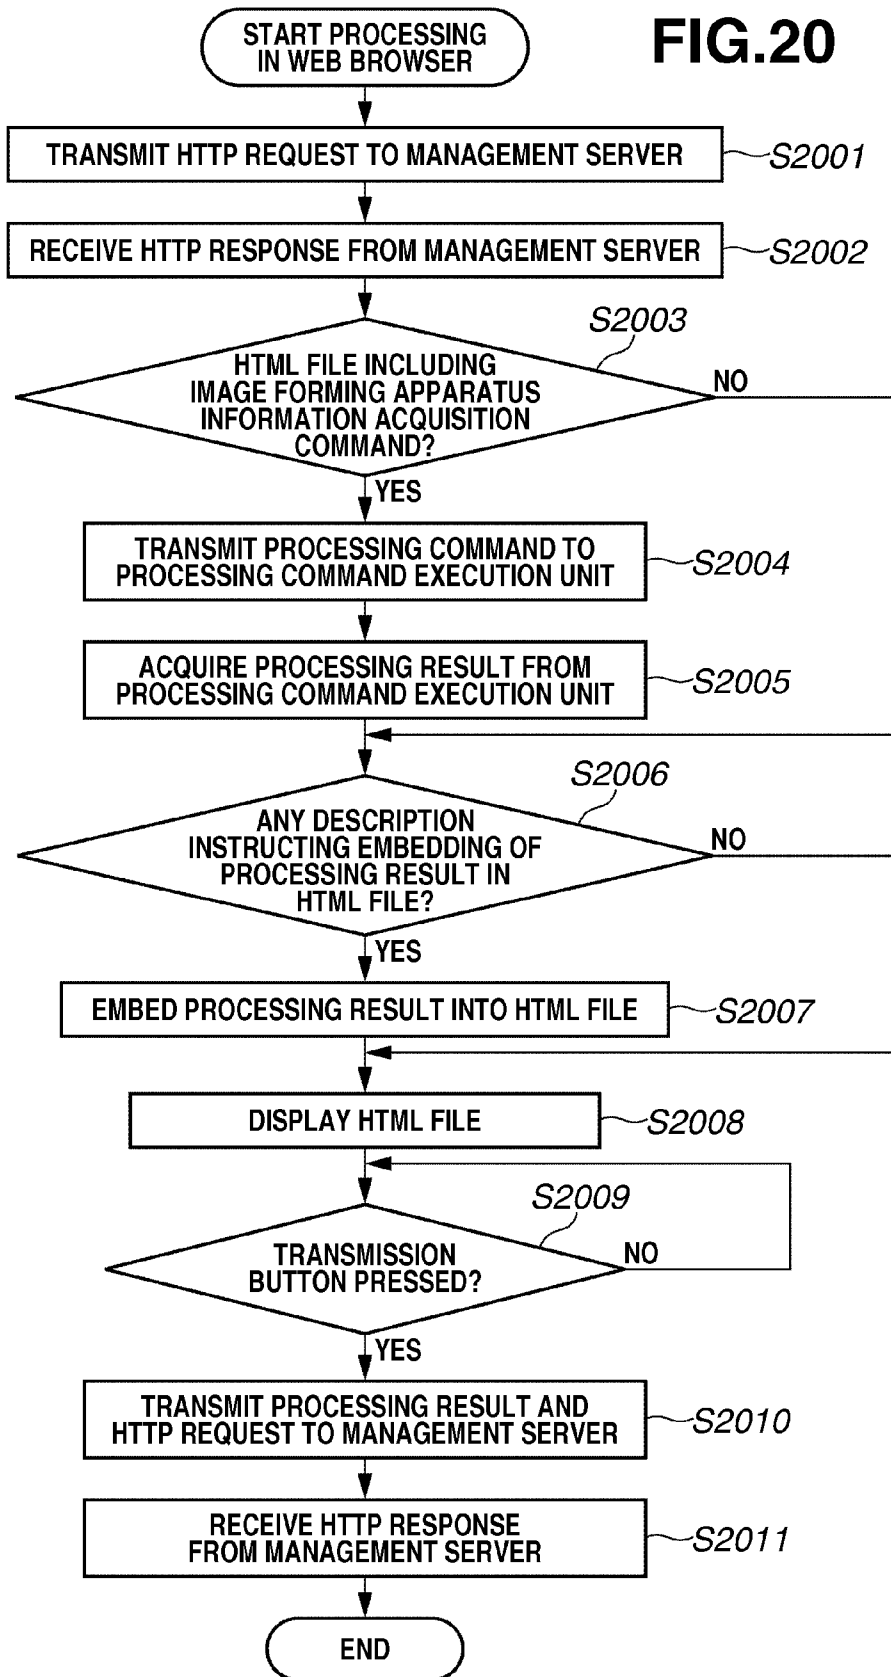 START PROCESSING
IN WEB BROWSER
FIG.20
TRANSMIT HTTP REQUEST TO MANAGEMENT SERVER
S2001
RECEIVE HTTP RESPONSE FROM MANAGEMENT SERVER
S2002
S2003
HTML FILE INCLUDING
IMAGE FORMING APPARATUS
INFORMATION ACQUISITION
COMMAND?
NO
YES
TRANSMIT PROCESSING COMMAND TO
PROCESSING COMMAND EXECUTION UNIT
S2004
ACQUIRE PROCESSING RESULT FROM
PROCESSING COMMAND EXECUTION UNIT
S2005
S2006
ANY DESCRIPTION
INSTRUCTING EMBEDDING OF
PROCESSING RESULT IN
HTML FILE?
NO
YES
EMBED PROCESSING RESULT INTO HTML FILE
S2007
DISPLAY HTML FILE
S2008
S2009
TRANSMISSION
BUTTON PRESSED?
NO
YES
TRANSMIT PROCESSING RESULT AND
HTTP REQUEST TO MANAGEMENT SERVER
S2010
RECEIVE HTTP RESPONSE
FROM MANAGEMENT SERVER
S2011
END